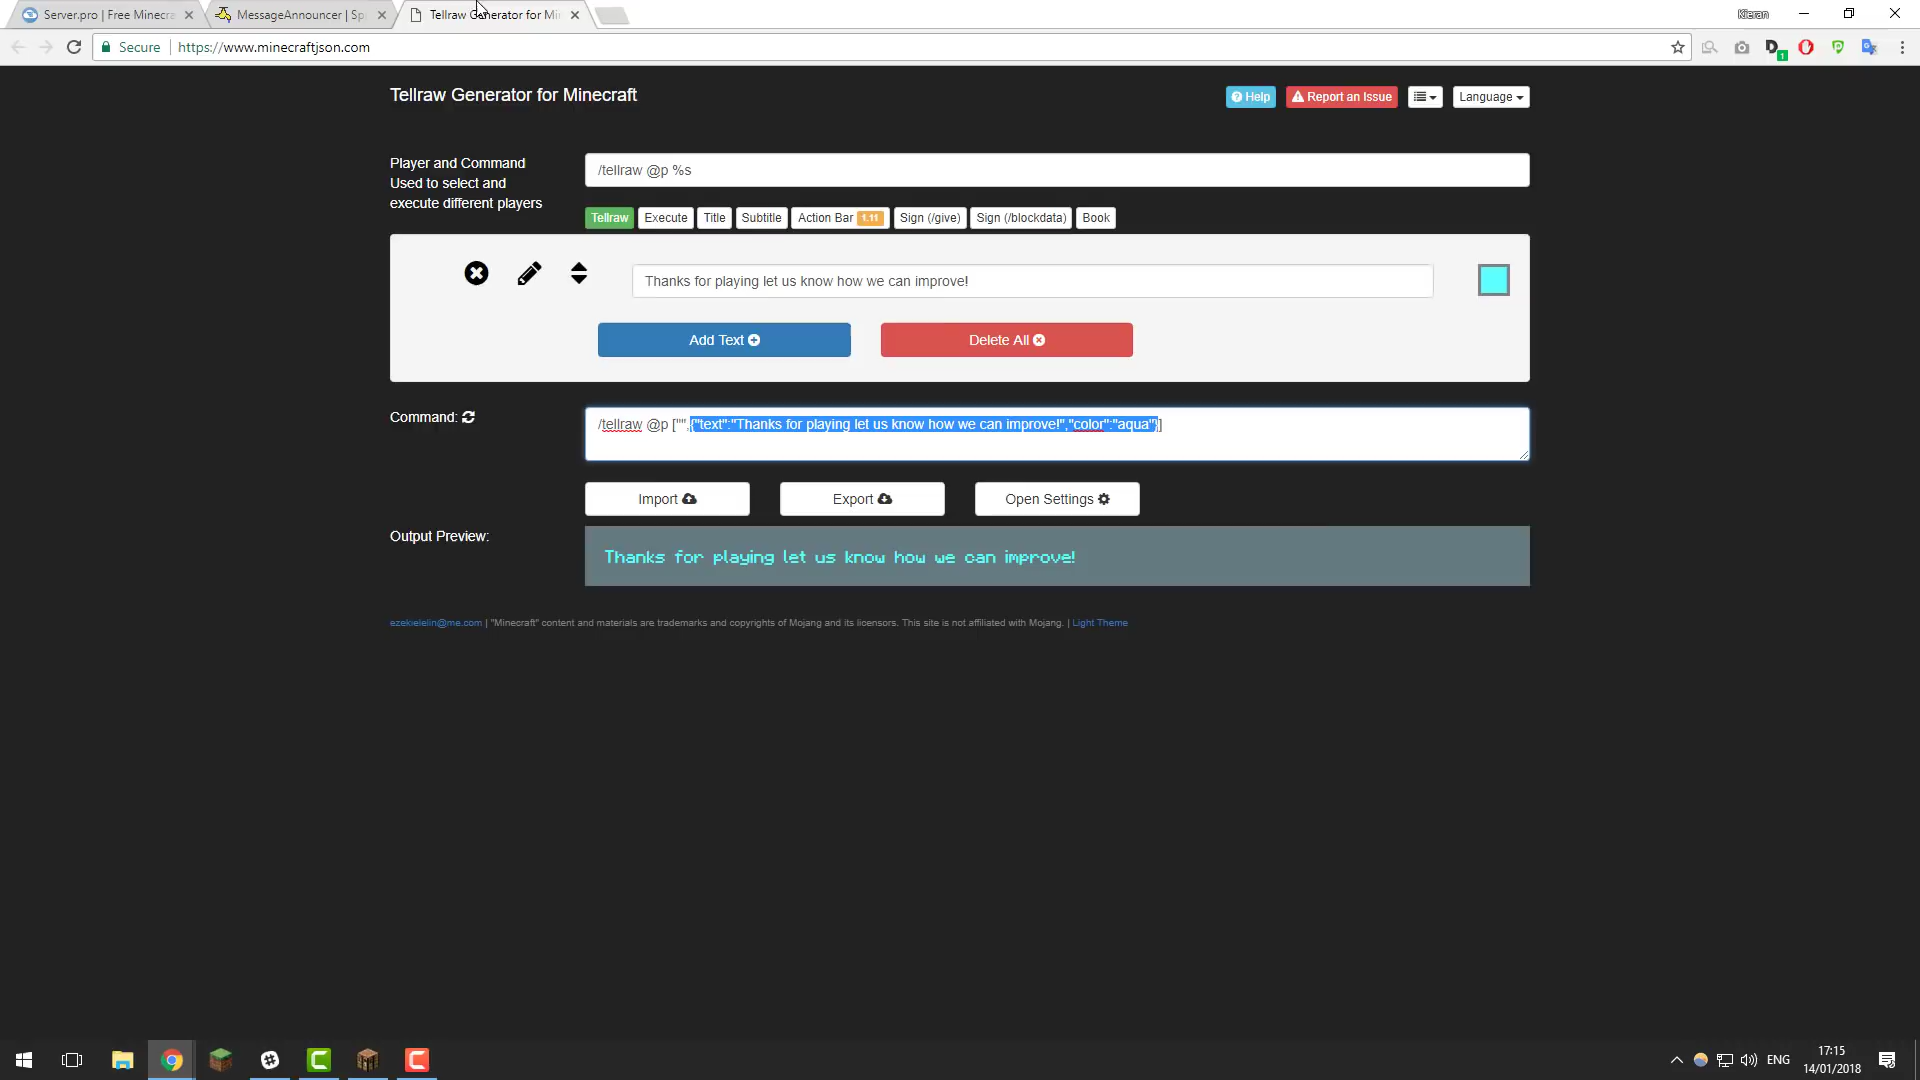 Server.pro | Free Minecra
MessageAnnouncer | Sp
Tellraw Generator for Mi
Kieran
Secure
https://www.minecraftjson.com
1
Tellraw Generator for Minecraft
Help
Report an Issue
Language
Player and Command
Used to select and
execute different players
/tellraw @p %s
Tellraw
Execute
Title
Subtitle
Action Bar 1.11
Sign (/give)
Sign (/blockdata)
Book
Thanks for playing let us know how we can improve!
Add Text
Delete All
Command:
/tellraw @p ["",{"text":"Thanks for playing let us know how we can improve!","color":"aqua"}]
Import
Export
Open Settings
Output Preview:
Thanks for playing let us know how we can improve!
ezekielelin@me.com | "Minecraft" content and materials are trademarks and copyrights of Mojang and its licensors. This site is not affiliated with Mojang. | Light Theme
ENG
17:15
14/01/2018